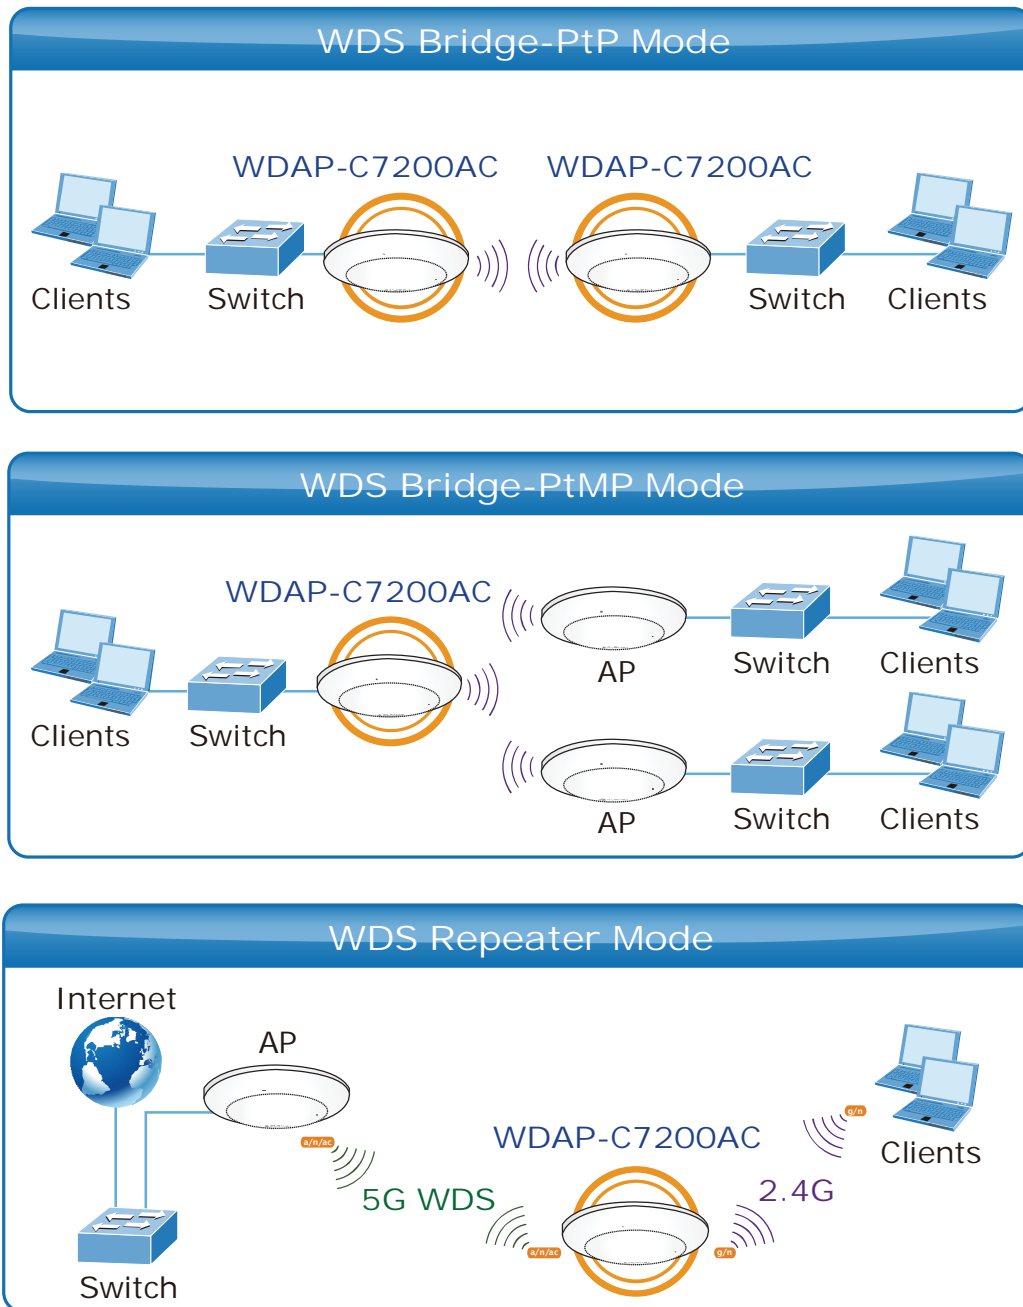 WDS Bridge-PtP Mode
WDAP-C7200AC WDAP-C7200AC
Clients Switch Switch Clients
WDS Bridge-PtMP Mode
WDAP-C7200AC
AP Switch Clients
Clients Switch
AP Switch Clients
WDS Repeater Mode
Internet
AP
g/n
a/n/ac WDAP-C7200AC Clients
5G WDS 2.4G
a/n/ac g/n
Switch